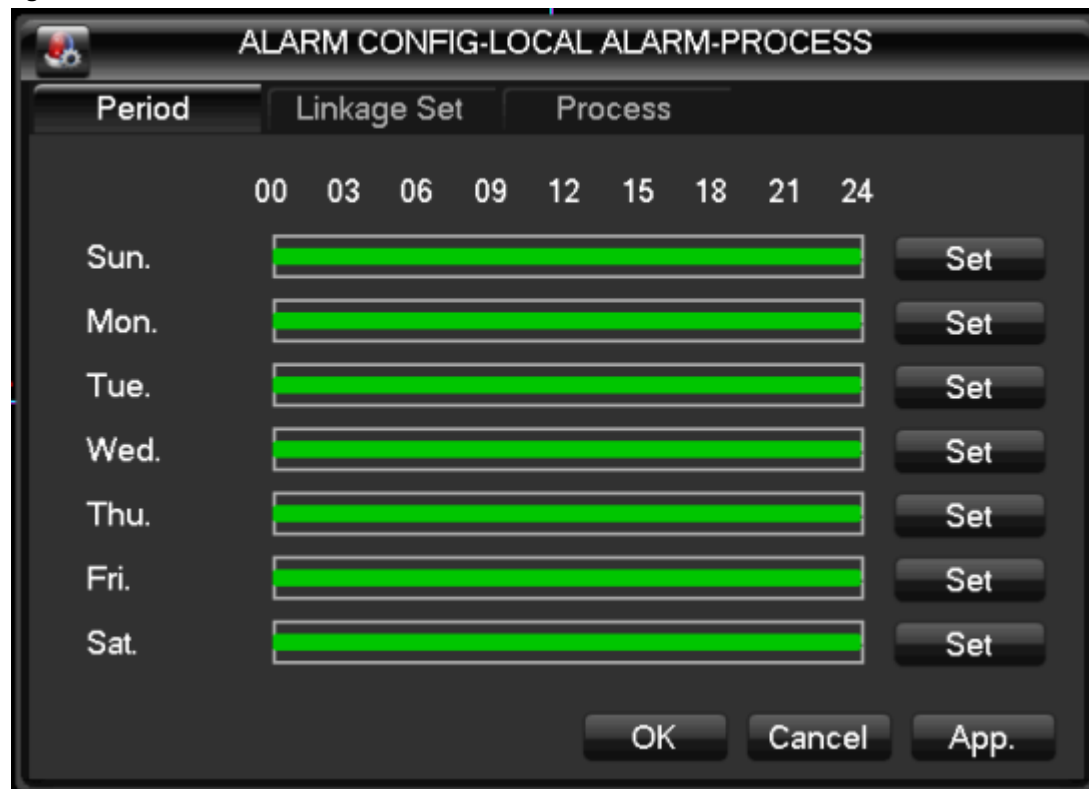 ALARM CONFIG-LOCAL ALARM-PROCESS
Period Linkage Set Process
00 03 06 09 12 15 18 21 24
Sun. Set
Mon. Set
Tue. Set
Wed. Set
Thu. Set
Fri. Set
Sat. Set
OK Cancel App.